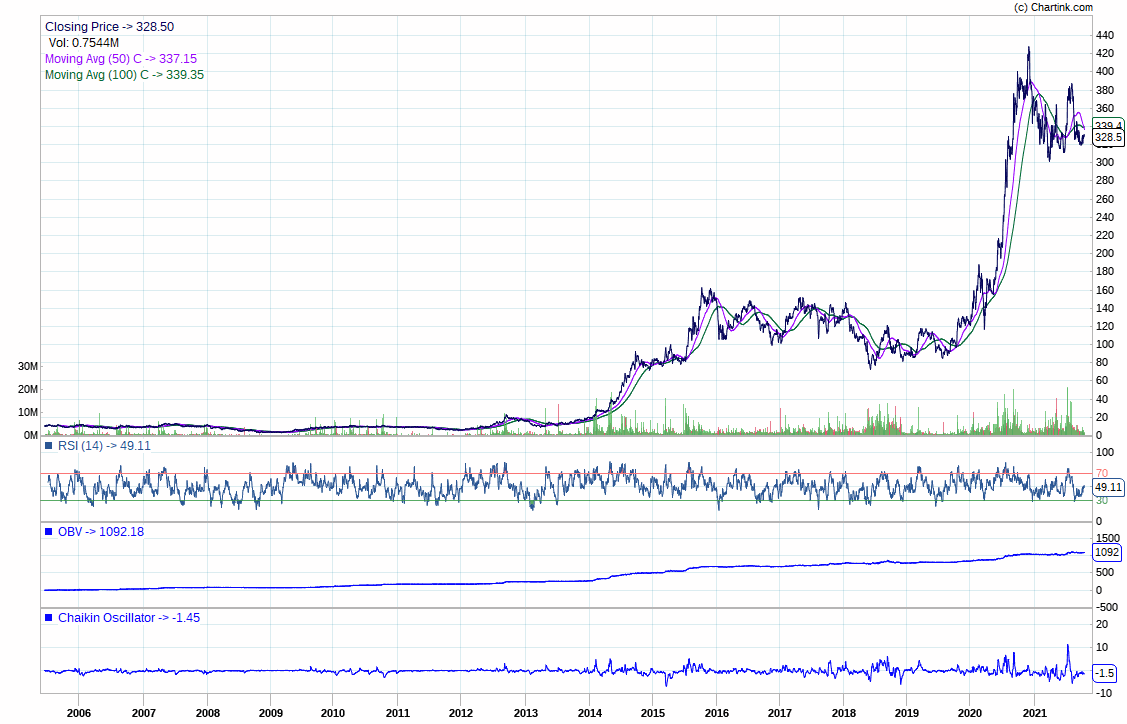 (c) Chartink.com
Closing Price -> 328.50
Vol: 0.7544M
Moving Avg (50) C -> 337.15
Moving Avg (100) C -> 339.35
440
420
400
380
360
339.4
328.5
300
280
260
240
220
200
180
160
140
120
100
80
60
40
20
0
30M
20M
10M
0M
RSI (14) -> 49.11
100
70
49.11
30
0
OBV -> 1092.18
1500
1092
500
0
-500
Chaikin Oscillator -> -1.45
20
10
-1.5
-10
2006 2007 2008 2009 2010 2011 2012 2013 2014 2015 2016 2017 2018 2019 2020 2021